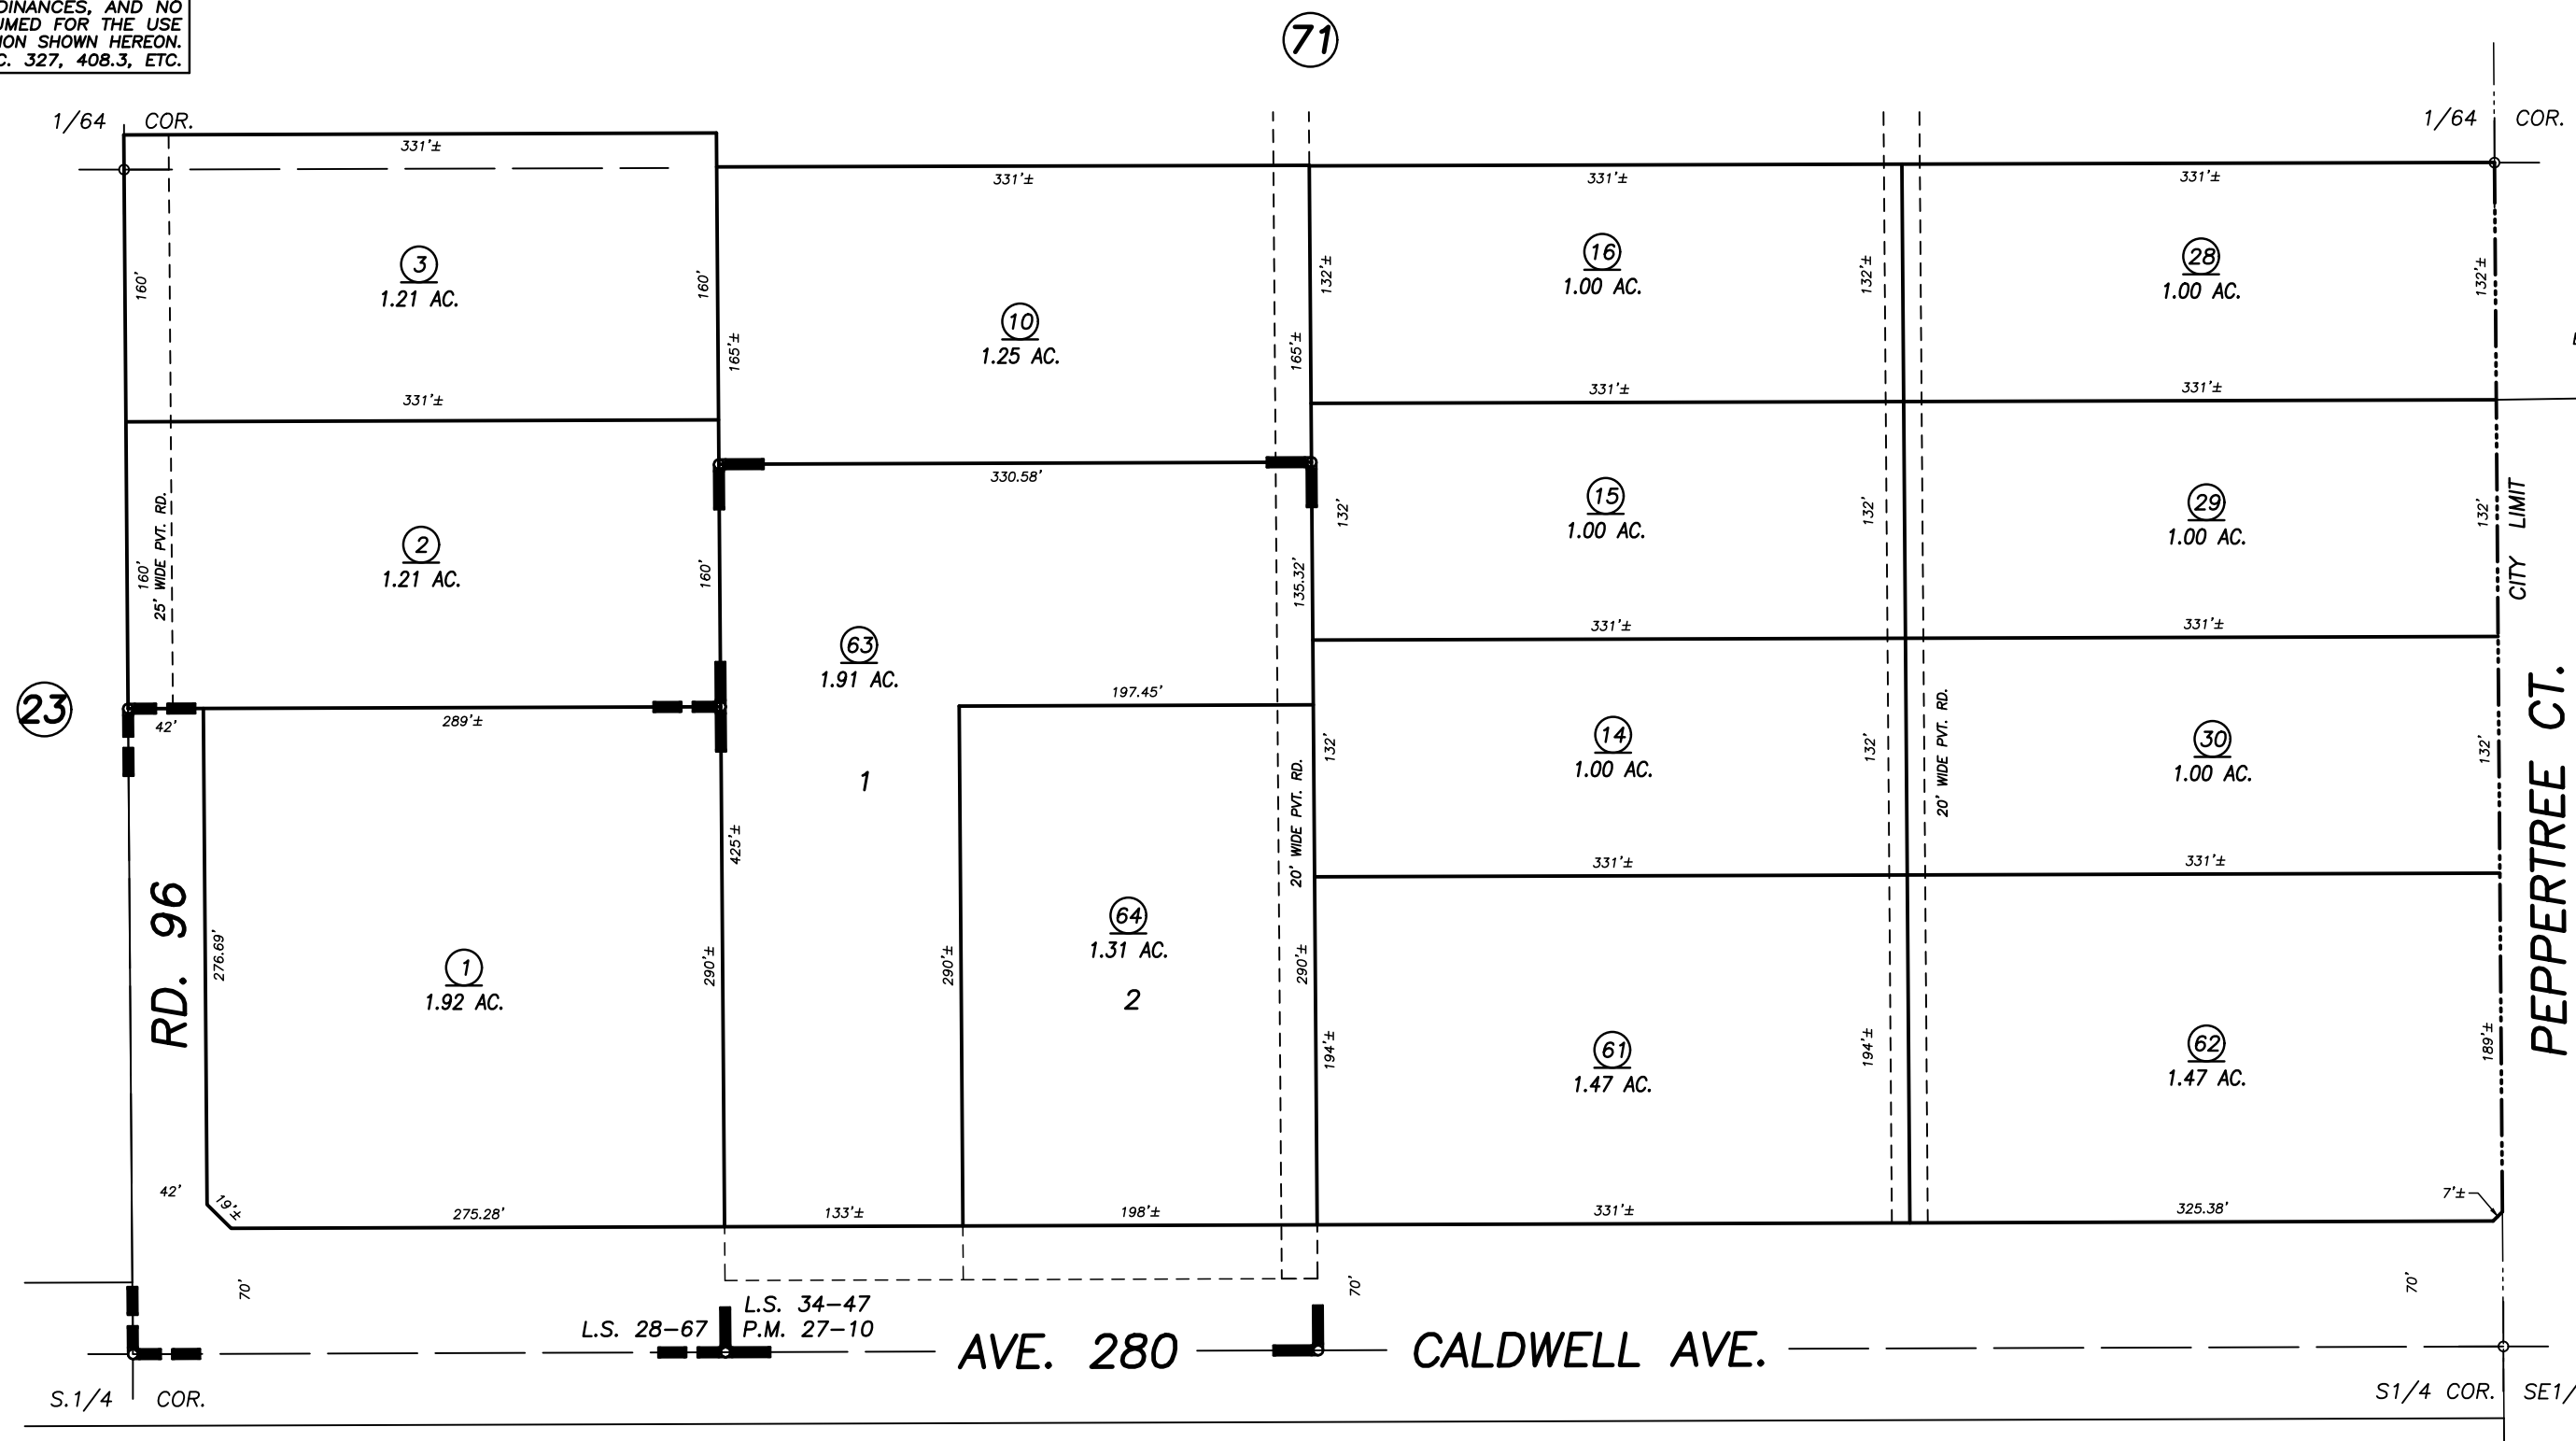 DINANCES, AND NO
UMED FOR THE USE
ION SHOWN HEREON.
C. 327, 408.3, ETC.
71
1/64 COR.
1/64 COR.
331'±
331'±
331'±
331'±
160'
3
1.21 AC.
160'
165'±
10
1.25 AC.
165'±
132'±
16
1.00 AC.
132'±
28
1.00 AC.
132'±
331'±
331'±
331'±
330.58'
160'
25' WIDE PVT. RD.
2
1.21 AC.
160'
135.32'
132'
15
1.00 AC.
132'
29
1.00 AC.
132'
CITY LIMIT
331'±
331'±
63
1.91 AC.
1
197.45'
23
42'
289'±
425'±
20' WIDE PVT. RD.
132'
14
1.00 AC.
132'
20' WIDE PVT. RD.
30
1.00 AC.
132'
PEPPERTREE CT.
331'±
331'±
RD. 96
276.69'
1
1.92 AC.
290'±
290'±
64
1.31 AC.
2
290'±
194'±
61
1.47 AC.
194'±
62
1.47 AC.
189'±
42'
19'±
275.28'
133'±
198'±
331'±
325.38'
7'±
70'
70'
70'
L.S. 28-67
L.S. 34-47
P.M. 27-10
AVE. 280
CALDWELL AVE.
S.1/4 COR.
S1/4 COR.
SE1/